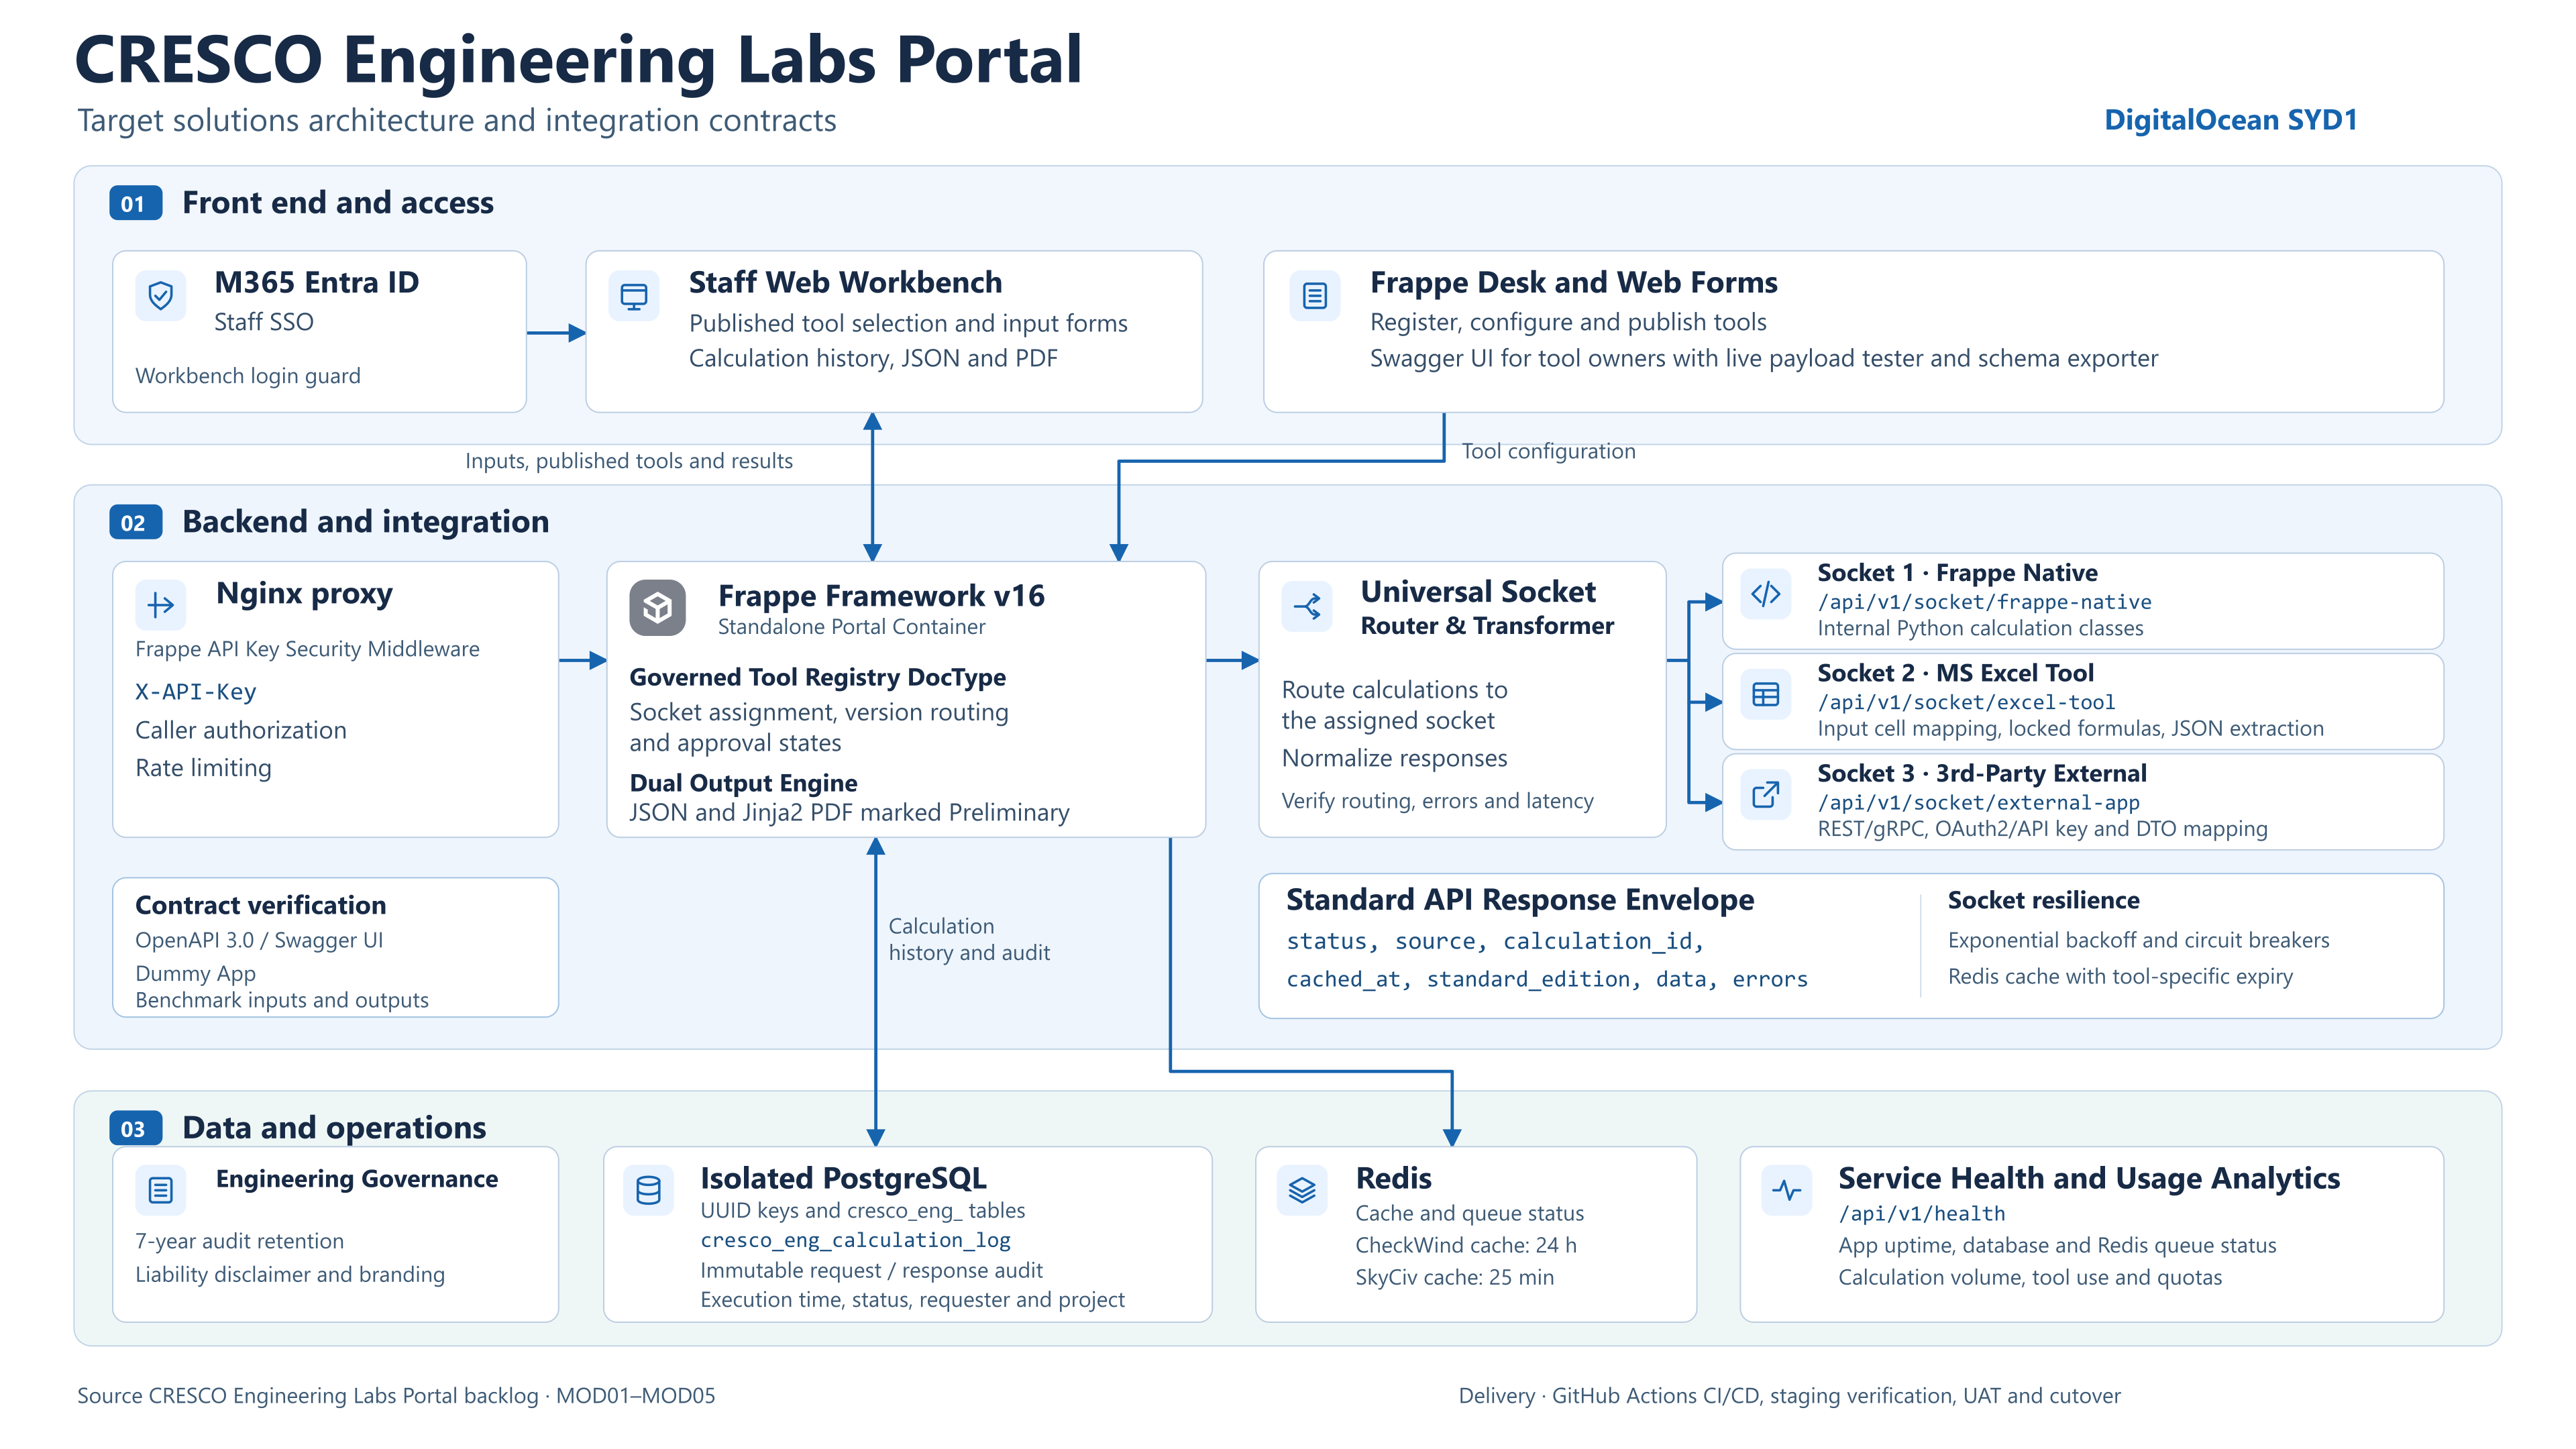 CRESCO Engineering Labs Portal
Target solutions architecture and integration contracts
DigitalOcean SYD1
01 Front end and access
M365 Entra ID
Staff SSO
Workbench login guard
Staff Web Workbench
Published tool selection and input forms
Calculation history, JSON and PDF
Frappe Desk and Web Forms
Register, configure and publish tools
Swagger UI for tool owners with live payload tester and schema exporter
Inputs, published tools and results
Tool configuration
02 Backend and integration
Nginx proxy
Frappe API Key Security Middleware
X-API-Key
Caller authorization
Rate limiting
Frappe Framework v16
Standalone Portal Container
Governed Tool Registry DocType
Socket assignment, version routing
and approval states
Dual Output Engine
JSON and Jinja2 PDF marked Preliminary
Universal Socket
Router & Transformer
Route calculations to
the assigned socket
Normalize responses
Verify routing, errors and latency
Socket 1 · Frappe Native
/api/v1/socket/frappe-native
Internal Python calculation classes
Socket 2 · MS Excel Tool
/api/v1/socket/excel-tool
Input cell mapping, locked formulas, JSON extraction
Socket 3 · 3rd-Party External
/api/v1/socket/external-app
REST/gRPC, OAuth2/API key and DTO mapping
Contract verification
OpenAPI 3.0 / Swagger UI
Dummy App
Benchmark inputs and outputs
Calculation
history and audit
Standard API Response Envelope
status, source, calculation_id,
cached_at, standard_edition, data, errors
Socket resilience
Exponential backoff and circuit breakers
Redis cache with tool-specific expiry
03 Data and operations
Engineering Governance
7-year audit retention
Liability disclaimer and branding
Isolated PostgreSQL
UUID keys and cresco_eng_ tables
cresco_eng_calculation_log
Immutable request / response audit
Execution time, status, requester and project
Redis
Cache and queue status
CheckWind cache: 24 h
SkyCiv cache: 25 min
Service Health and Usage Analytics
/api/v1/health
App uptime, database and Redis queue status
Calculation volume, tool use and quotas
Source CRESCO Engineering Labs Portal backlog · MOD01–MOD05
Delivery · GitHub Actions CI/CD, staging verification, UAT and cutover